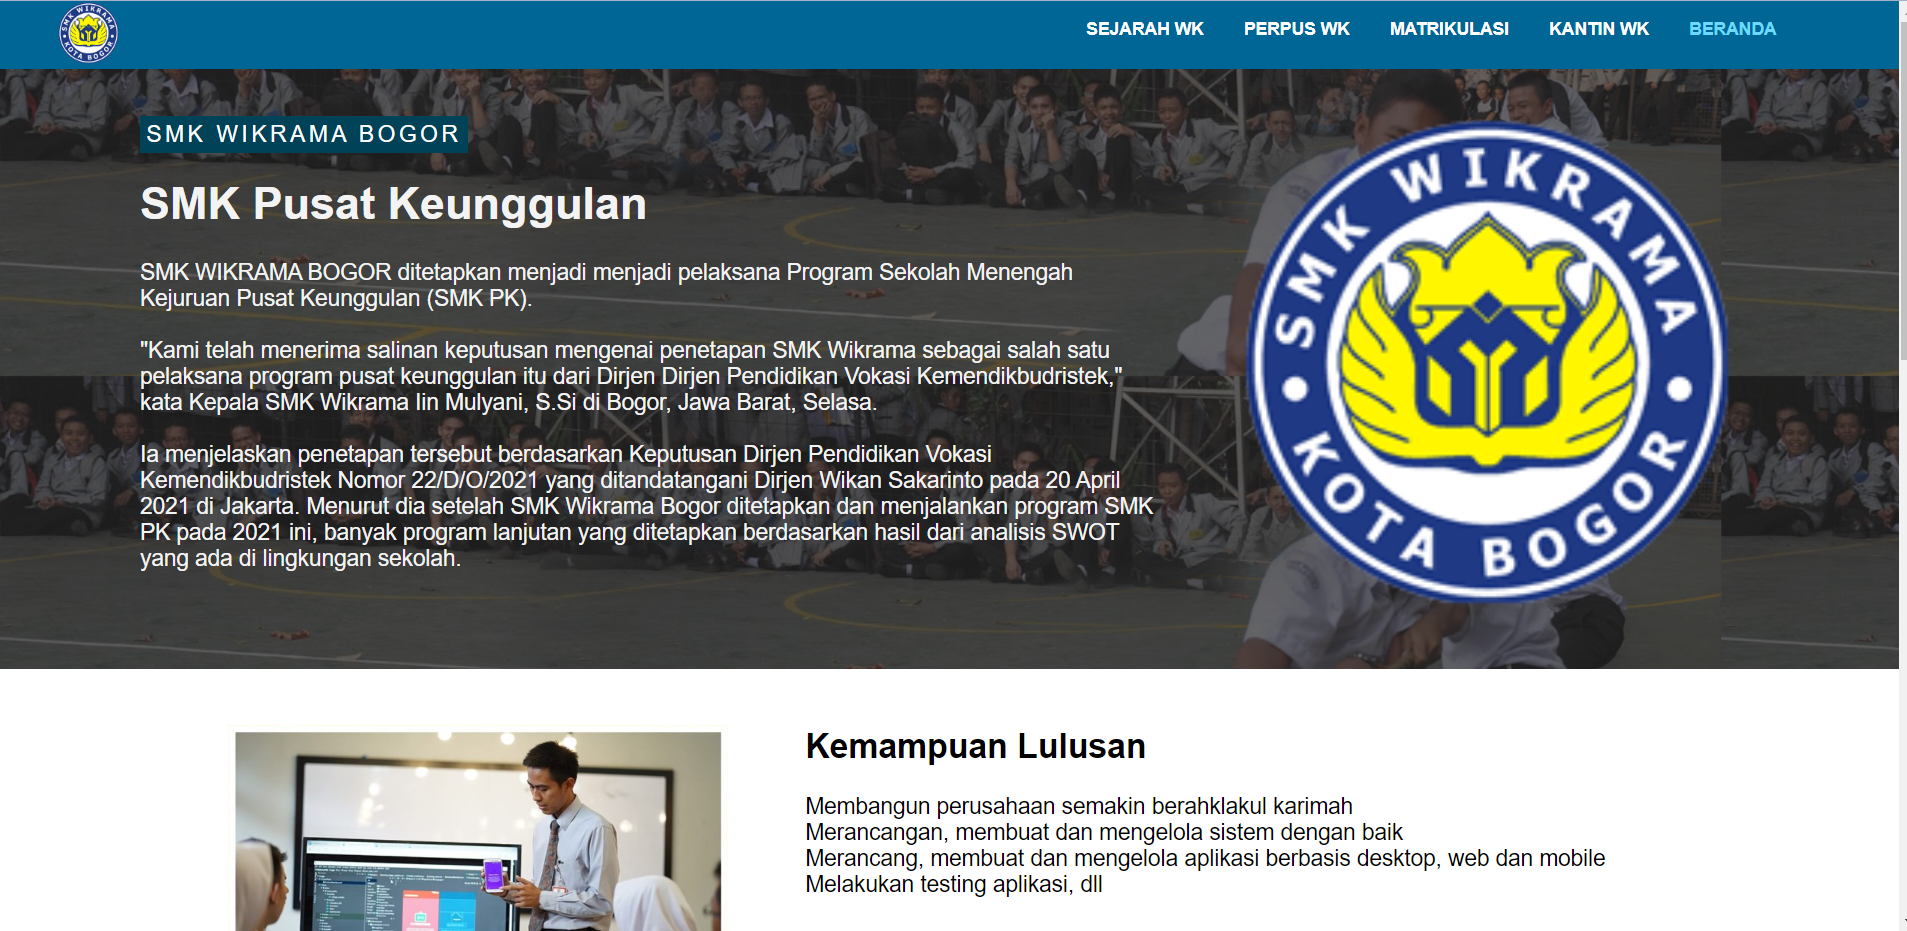 SMK WIKRAMA
KOTA BOGOR
SEJARAH WK PERPUS WK MATRIKULASI KANTIN WK BERANDA
SMK WIKRAMA BOGOR
SMK Pusat Keunggulan
SMK WIKRAMA BOGOR ditetapkan menjadi menjadi pelaksana Program Sekolah Menengah
Kejuruan Pusat Keunggulan (SMK PK).
"Kami telah menerima salinan keputusan mengenai penetapan SMK Wikrama sebagai salah satu
pelaksana program pusat keunggulan itu dari Dirjen Dirjen Pendidikan Vokasi Kemendikbudristek,"
kata Kepala SMK Wikrama Iin Mulyani, S.Si di Bogor, Jawa Barat, Selasa.
Ia menjelaskan penetapan tersebut berdasarkan Keputusan Dirjen Pendidikan Vokasi
Kemendikbudristek Nomor 22/D/O/2021 yang ditandatangani Dirjen Wikan Sakarinto pada 20 April
2021 di Jakarta. Menurut dia setelah SMK Wikrama Bogor ditetapkan dan menjalankan program SMK
PK pada 2021 ini, banyak program lanjutan yang ditetapkan berdasarkan hasil dari analisis SWOT
yang ada di lingkungan sekolah.
SMK WIKRAMA
KOTA BOGOR
Kemampuan Lulusan
Membangun perusahaan semakin berahklakul karimah
Merancangan, membuat dan mengelola sistem dengan baik
Merancang, membuat dan mengelola aplikasi berbasis desktop, web dan mobile
Melakukan testing aplikasi, dll